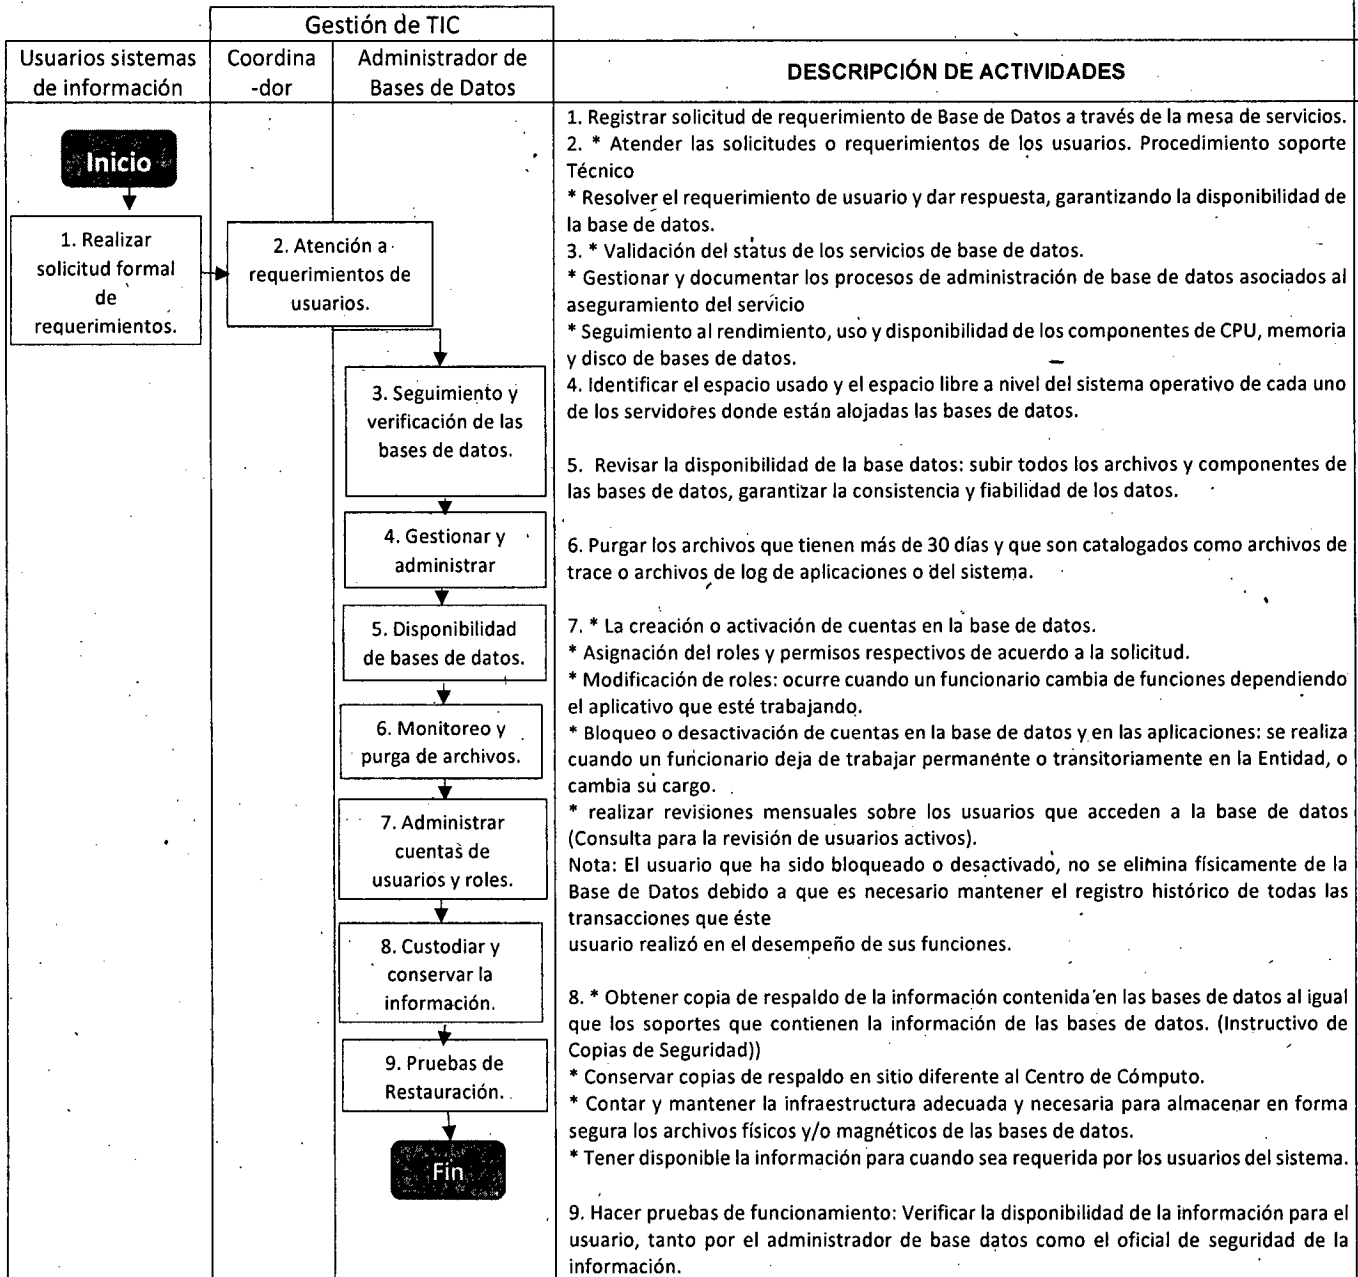 Gestión de TIC
Usuarios sistemas
de información
Coordina
-dor
Administrador de
Bases de Datos
DESCRIPCIÓN DE ACTIVIDADES
Inicio
1. Realizar
solicitud formal
de
requerimientos.
2. Atención a
requerimientos de
usuarios.
3. Seguimiento y
verificación de las
bases de datos.
4. Gestionar y
administrar
5. Disponibilidad
de bases de datos.
6. Monitoreo y
purga de archivos.
7. Administrar
cuentas de
usuarios y roles.
8. Custodiar y
conservar la
información.
9. Pruebas de
Restauración.
Fin
1. Registrar solicitud de requerimiento de Base de Datos a través de la mesa de servicios.
2. * Atender las solicitudes o requerimientos de los usuarios. Procedimiento soporte
Técnico
* Resolver el requerimiento de usuario y dar respuesta, garantizando la disponibilidad de
la base de datos.
3. * Validación del status de los servicios de base de datos.
* Gestionar y documentar los procesos de administración de base de datos asociados al
aseguramiento del servicio
* Seguimiento al rendimiento, uso y disponibilidad de los componentes de CPU, memoria
y disco de bases de datos.
4. Identificar el espacio usado y el espacio libre a nivel del sistema operativo de cada uno
de los servidores donde están alojadas las bases de datos.
5. Revisar la disponibilidad de la base datos: subir todos los archivos y componentes de
las bases de datos, garantizar la consistencia y fiabilidad de los datos.
6. Purgar los archivos que tienen más de 30 días y que son catalogados como archivos de
trace o archivos de log de aplicaciones o del sistema.
7. * La creación o activación de cuentas en la base de datos.
* Asignación del roles y permisos respectivos de acuerdo a la solicitud.
* Modificación de roles: ocurre cuando un funcionario cambia de funciones dependiendo
el aplicativo que esté trabajando.
* Bloqueo o desactivación de cuentas en la base de datos y en las aplicaciones: se realiza
cuando un funcionario deja de trabajar permanente o transitoriamente en la Entidad, o
cambia su cargo.
* realizar revisiones mensuales sobre los usuarios que acceden a la base de datos
(Consulta para la revisión de usuarios activos).
Nota: El usuario que ha sido bloqueado o desactivado, no se elimina físicamente de la
Base de Datos debido a que es necesario mantener el registro histórico de todas las
transacciones que éste
usuario realizó en el desempeño de sus funciones.
8. * Obtener copia de respaldo de la información contenida en las bases de datos al igual
que los soportes que contienen la información de las bases de datos. (Instructivo de
Copias de Seguridad))
* Conservar copias de respaldo en sitio diferente al Centro de Cómputo.
* Contar y mantener la infraestructura adecuada y necesaria para almacenar en forma
segura los archivos físicos y/o magnéticos de las bases de datos.
* Tener disponible la información para cuando sea requerida por los usuarios del sistema.
9. Hacer pruebas de funcionamiento: Verificar la disponibilidad de la información para el
usuario, tanto por el administrador de base datos como el oficial de seguridad de la
información.